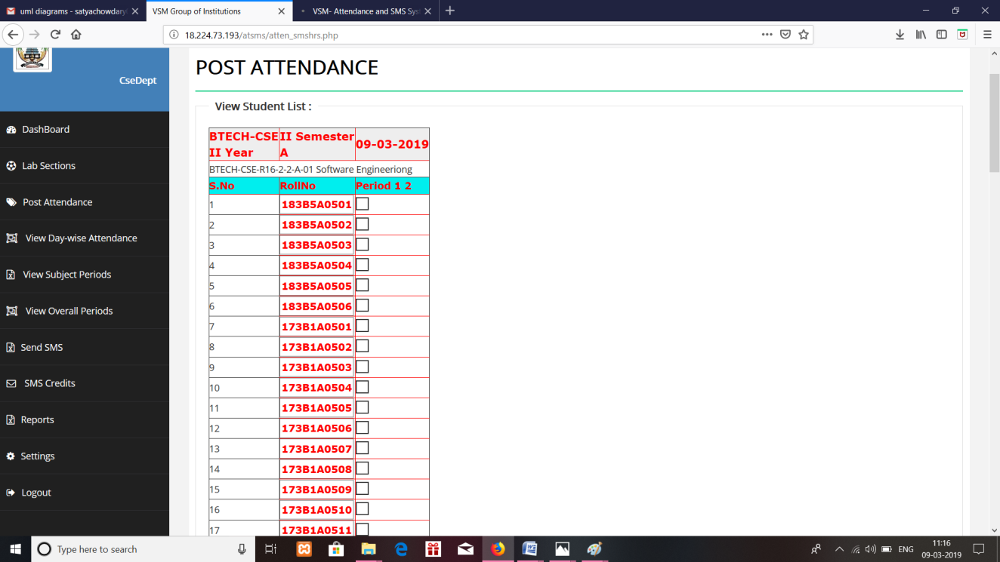 uml diagrams - satyachowdary
VSM Group of Institutions
VSM- Attendance and SMS Sys
18.224.73.193/atsms/atten_smshrs.php
CseDept
DashBoard
Lab Sections
Post Attendance
View Day-wise Attendance
View Subject Periods
View Overall Periods
Send SMS
SMS Credits
Reports
Settings
Logout
POST ATTENDANCE
View Student List :
BTECH-CSE II Semester 09-03-2019
II Year A
BTECH-CSE-R16-2-2-A-01 Software Engineeriong
S.No RollNo Period 1 2
1 183B5A0501
2 183B5A0502
3 183B5A0503
4 183B5A0504
5 183B5A0505
6 183B5A0506
7 173B1A0501
8 173B1A0502
9 173B1A0503
10 173B1A0504
11 173B1A0505
12 173B1A0506
13 173B1A0507
14 173B1A0508
15 173B1A0509
16 173B1A0510
17 173B1A0511
Type here to search
ENG
11:16
09-03-2019